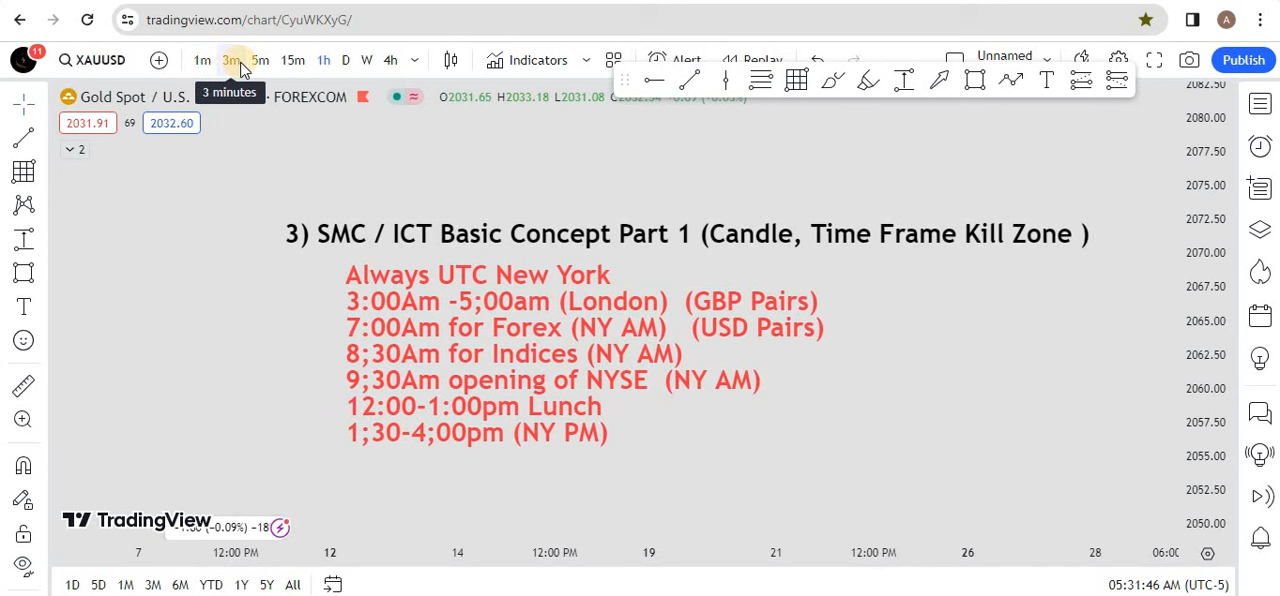 tradingview.com/chart/CyuWKXyG/
A
11
XAUUSD
1m 3m 5m 15m 1h D W 4h
Indicators
Alert
Replay
Unnamed
Publish
3 minutes
Gold Spot / U.S. · FOREXCOM
O2031.65 H2033.18 L2031.08
2031.91 69 2032.60
2
3) SMC / ICT Basic Concept Part 1 (Candle, Time Frame Kill Zone )
Always UTC New York
3:00Am -5;00am (London) (GBP Pairs)
7:00Am for Forex (NY AM) (USD Pairs)
8;30Am for Indices (NY AM)
9;30Am opening of NYSE (NY AM)
12:00-1:00pm Lunch
1;30-4;00pm (NY PM)
2082.50
2080.00
2077.50
2075.00
2072.50
2070.00
2067.50
2065.00
2062.50
2060.00
2057.50
2055.00
2052.50
2050.00
TradingView
(−0.09%) −18
7 12:00 PM 12 14 12:00 PM 19 21 12:00 PM 26 28 06:00
1D 5D 1M 3M 6M YTD 1Y 5Y All
05:31:46 AM (UTC-5)